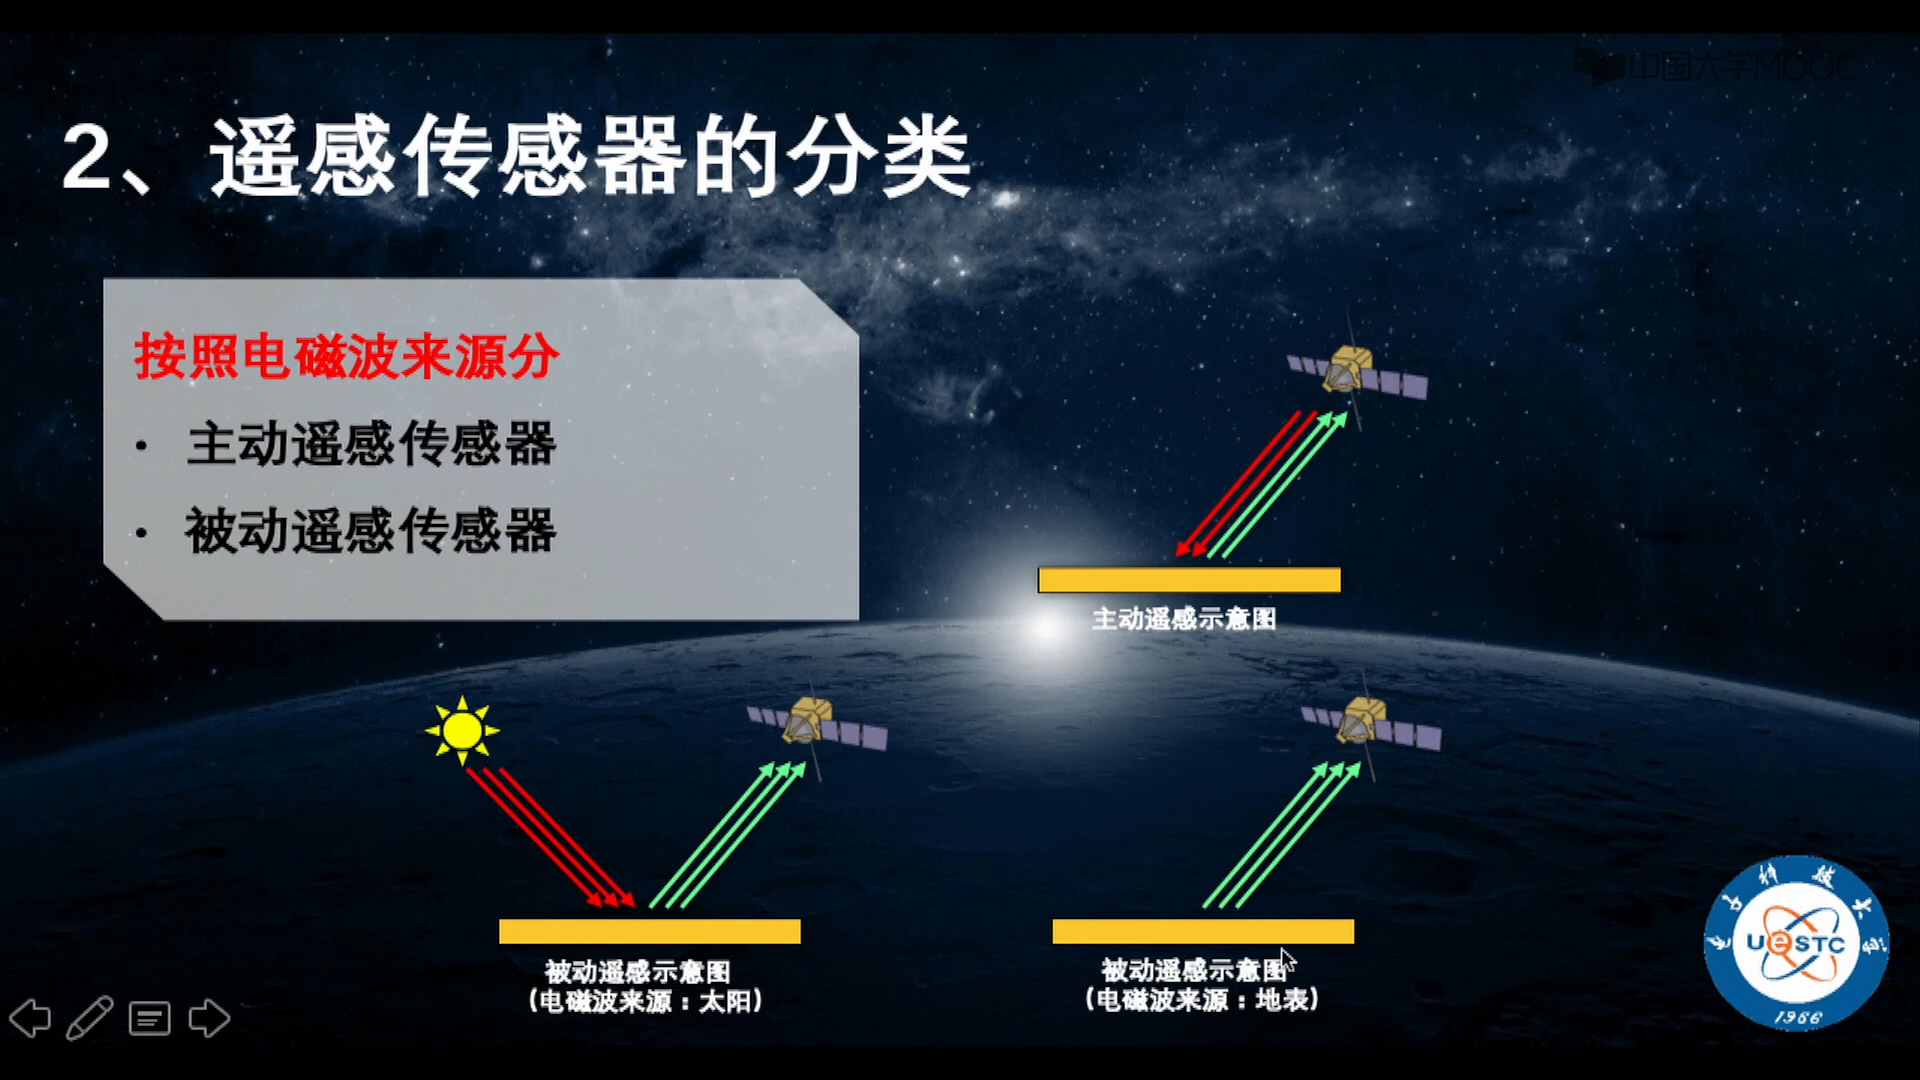 中国大学MOOC
2、遥感传感器的分类
按照电磁波来源分
• 主动遥感传感器
• 被动遥感传感器
主动遥感示意图
被动遥感示意图
(电磁波来源：太阳)
被动遥感示意图
(电磁波来源：地表)
UESTC
1966